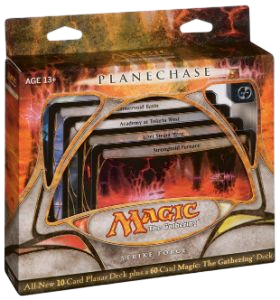 AGE 13+
PLANECHASE
Academy at Tolaria West
Stronghold Furnace
MAGIC
The Gathering
STRIKE FORCE
All-New 10-Card Planar Deck plus a 60-Card Magic: The Gathering Deck